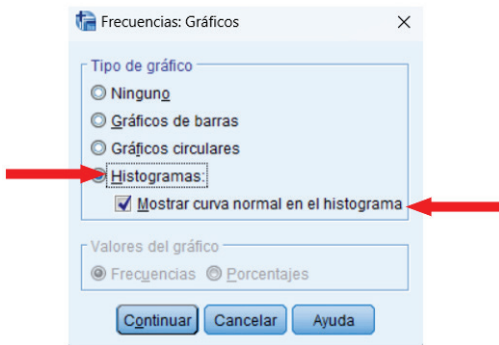 Frecuencias: Gráficos
Tipo de gráfico
Ninguno
Gráficos de barras
Gráficos circulares
Histogramas:
Mostrar curva normal en el histograma
Valores del gráfico
Frecuencias Porcentajes
Continuar Cancelar Ayuda